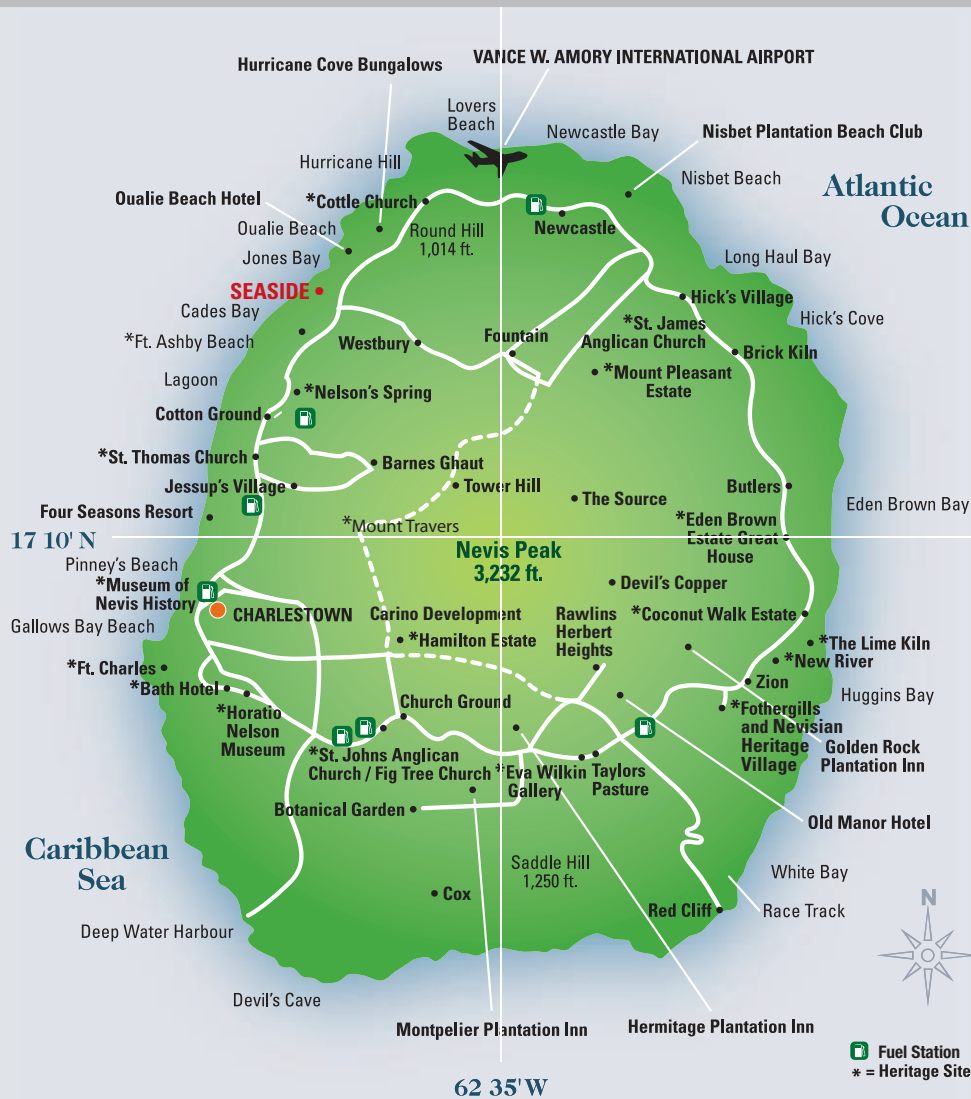 Hurricane Cove Bungalows
VANCE W. AMORY INTERNATIONAL AIRPORT
Lovers
Beach
Newcastle Bay
Nisbet Plantation Beach Club
Hurricane Hill
Nisbet Beach
Atlantic
Ocean
Oualie Beach Hotel
*Cottle Church
Oualie Beach
Round Hill
1,014 ft.
Newcastle
Jones Bay
Long Haul Bay
SEASIDE
Hick's Village
Cades Bay
Hick's Cove
*St. James
Anglican Church
*Ft. Ashby Beach
Westbury
Fountain
Brick Kiln
*Mount Pleasant
Estate
Lagoon
*Nelson's Spring
Cotton Ground
*St. Thomas Church
Barnes Ghaut
Jessup's Village
Tower Hill
The Source
Butlers
Eden Brown Bay
Four Seasons Resort
*Mount Travers
*Eden Brown
Estate Great
House
17 10' N
Nevis Peak
3,232 ft.
Pinney's Beach
*Museum of
Nevis History
Devil's Copper
CHARLESTOWN
Carino Development
*Hamilton Estate
Rawlins
Herbert
Heights
*Coconut Walk Estate
Gallows Bay Beach
*The Lime Kiln
*New River
*Ft. Charles
*Bath Hotel
Zion
Huggins Bay
*Horatio
Nelson
Museum
Church Ground
*Fothergills
and Nevisian
Heritage
Village
Golden Rock
Plantation Inn
*St. Johns Anglican
Church / Fig Tree Church
*Eva Wilkin
Gallery
Taylors
Pasture
Botanical Garden
Old Manor Hotel
Caribbean
Sea
Saddle Hill
1,250 ft.
White Bay
Cox
Red Cliff
Race Track
N
Deep Water Harbour
Devil's Cave
Montpelier Plantation Inn
Hermitage Plantation Inn
Fuel Station
* = Heritage Site
62 35' W